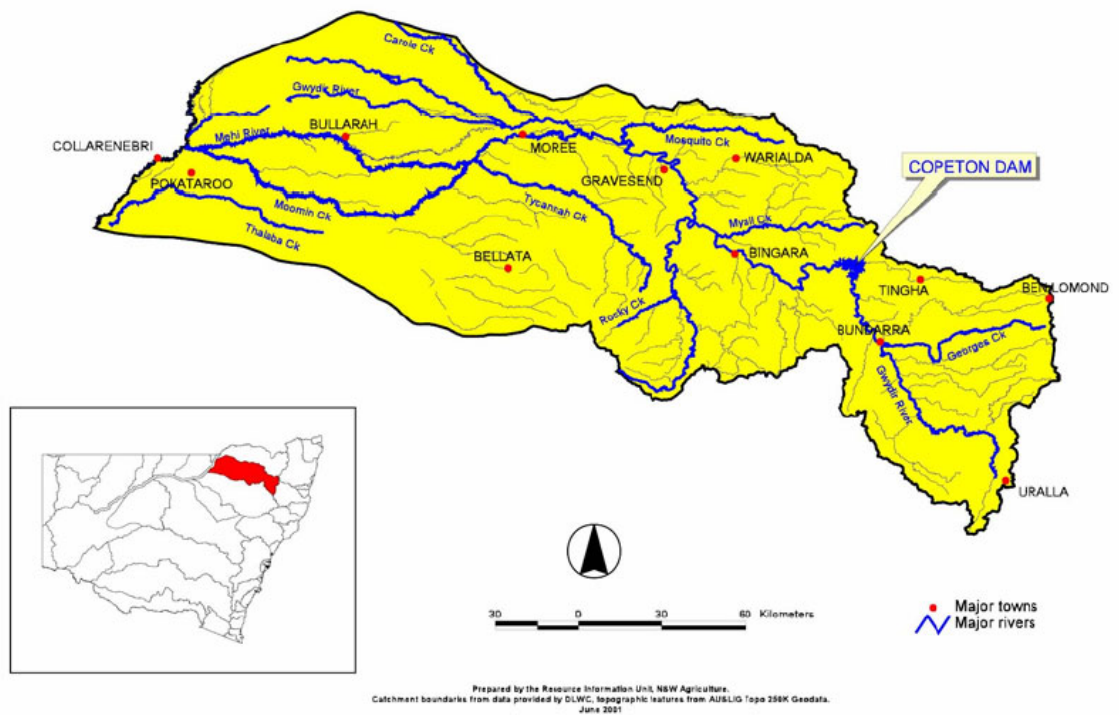 Carole Ck
Gwydir River
Mehi River
BULLARAH
MOREE
Mosquito Ck
COLLARENEBRI
WARIALDA
COPETON DAM
GRAVESEND
POKATAROO
Moomin Ck
Tycannah Ck
Myall Ck
Thalaba Ck
BELLATA
BINGARA
TINGHA
BEN LOMOND
Rocky Ck
BUNDARRA
Georges Ck
Gwydir River
URALLA
30 0 30 60 Kilometers
Major towns
Major rivers
Prepared by the Resource Information Unit, NSW Agriculture.
Catchment boundaries from data provided by DLWC, topographic features from AUSLIG Topo 250K Geodata.
June 2001